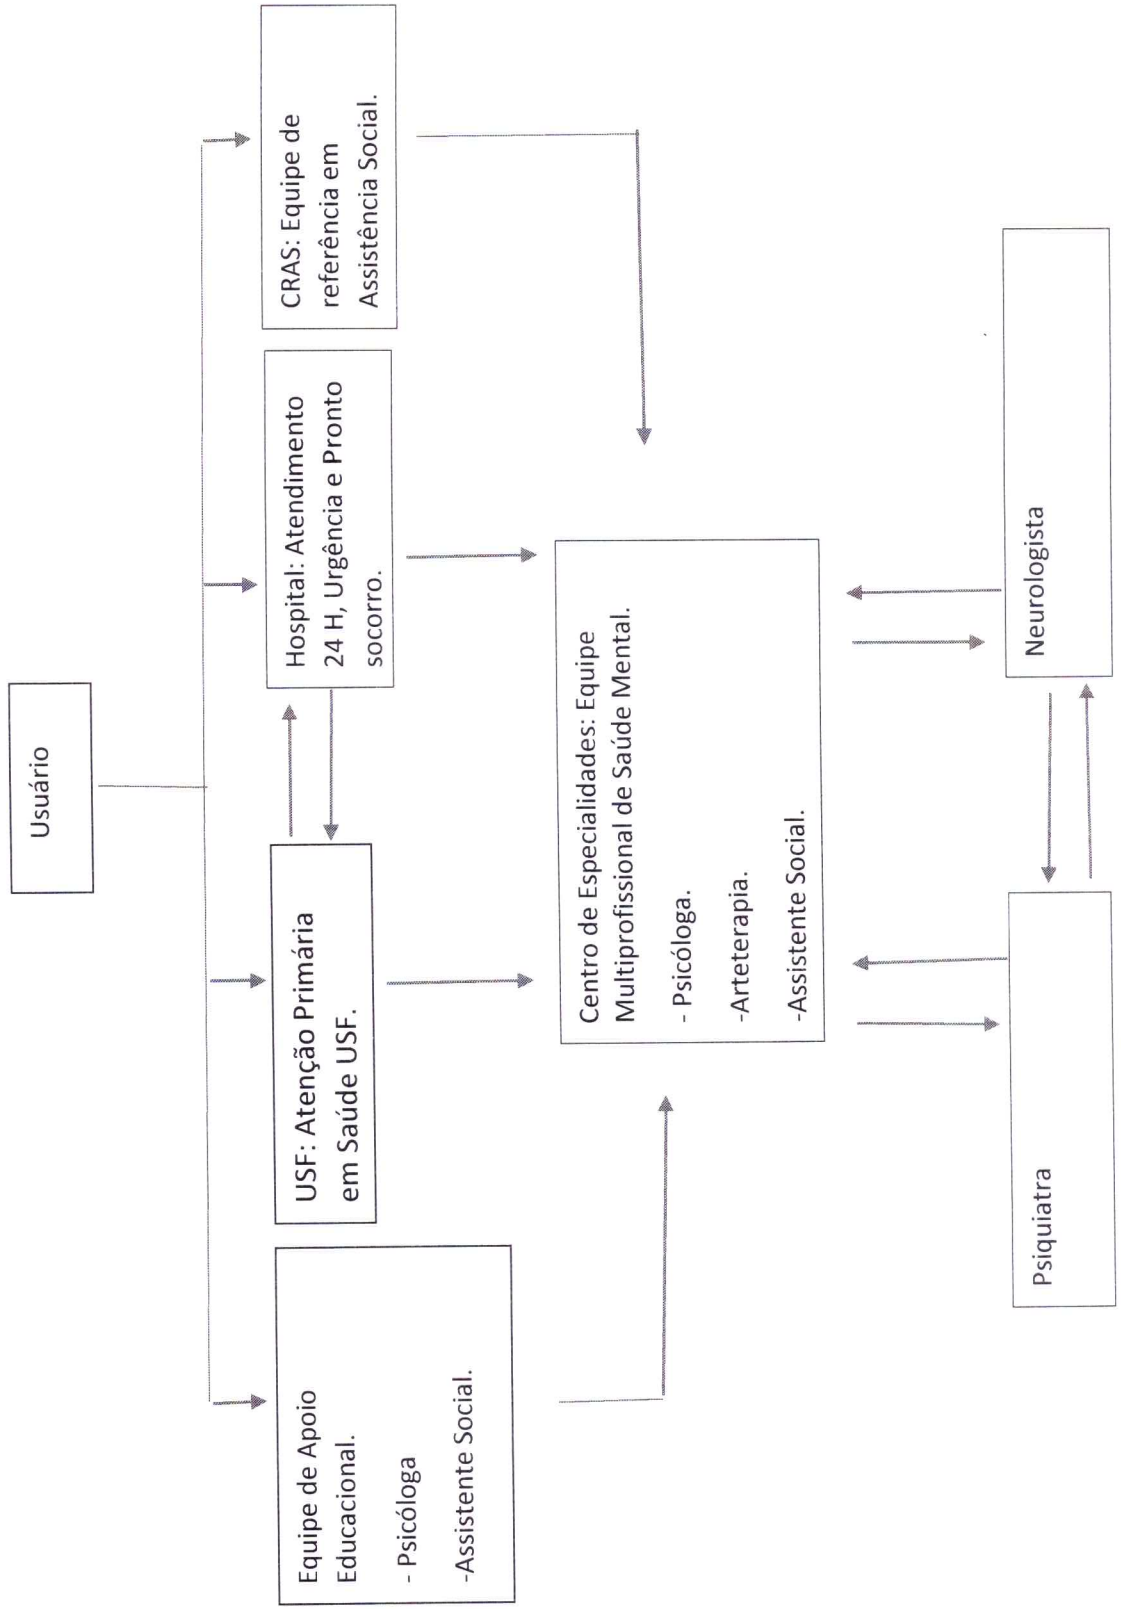 Usuário
Equipe de Apoio
Educacional.
- Psicóloga
-Assistente Social.
USF: Atenção Primária
em Saúde USF.
Hospital: Atendimento
24 H, Urgência e Pronto
socorro.
CRAS: Equipe de
referência em
Assistência Social.
Centro de Especialidades: Equipe
Multiprofissional de Saúde Mental.
- Psicóloga.
-Arteterapia.
-Assistente Social.
Psiquiatra
Neurologista